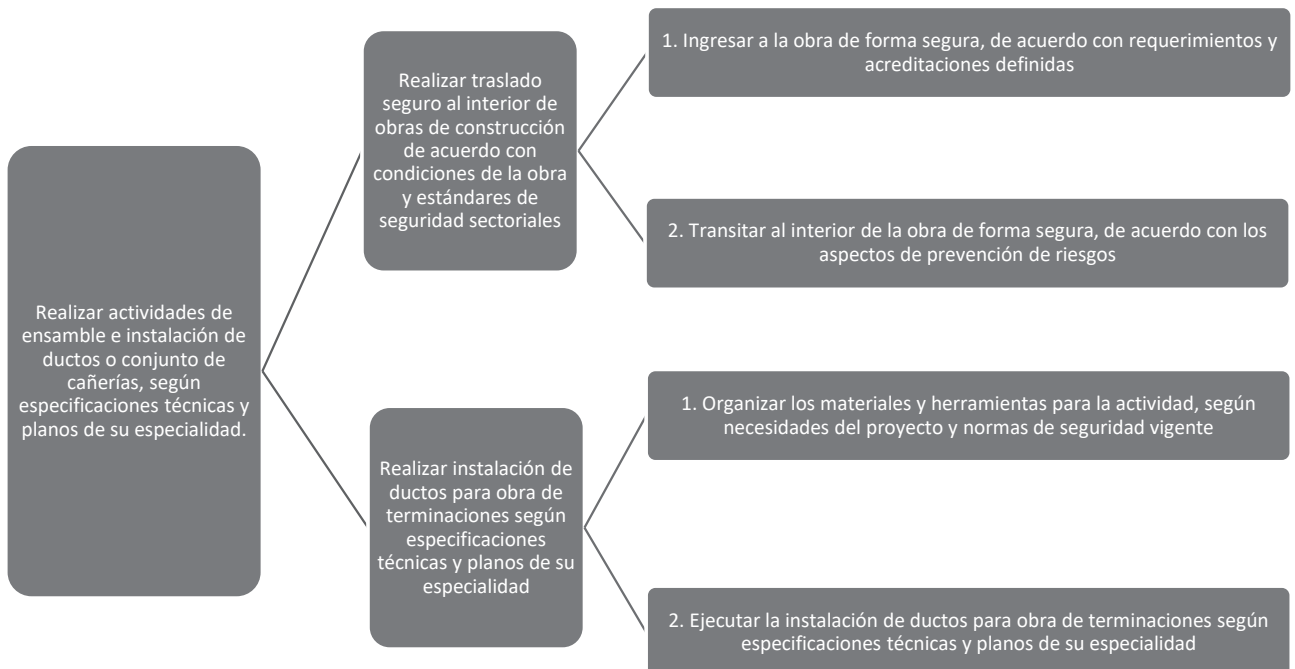 Realizar actividades de
ensamble e instalación de
ductos o conjunto de
cañerías, según
especificaciones técnicas y
planos de su especialidad.
Realizar traslado
seguro al interior de
obras de construcción
de acuerdo con
condiciones de la obra
y estándares de
seguridad sectoriales
1. Ingresar a la obra de forma segura, de acuerdo con requerimientos y
acreditaciones definidas
2. Transitar al interior de la obra de forma segura, de acuerdo con los
aspectos de prevención de riesgos
Realizar instalación de
ductos para obra de
terminaciones según
especificaciones
técnicas y planos de su
especialidad
1. Organizar los materiales y herramientas para la actividad, según
necesidades del proyecto y normas de seguridad vigente
2. Ejecutar la instalación de ductos para obra de terminaciones según
especificaciones técnicas y planos de su especialidad